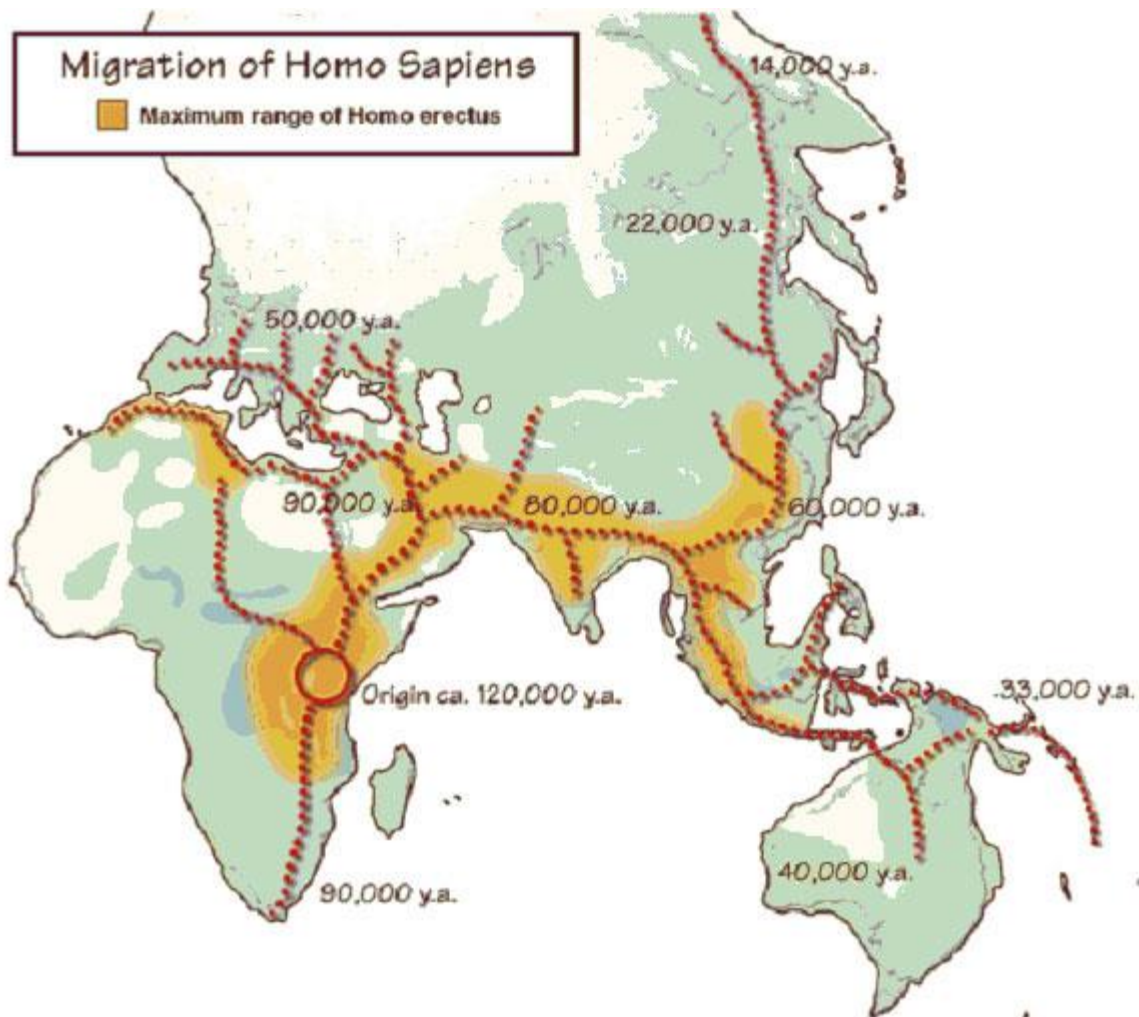 Migration of Homo Sapiens
Maximum range of Homo erectus
14,000 y.a.
22,000 y.a.
50,000 y.a.
90,000 y.a.
80,000 y.a.
60,000 y.a.
Origin ca. 120,000 y.a.
33,000 y.a.
40,000 y.a.
90,000 y.a.